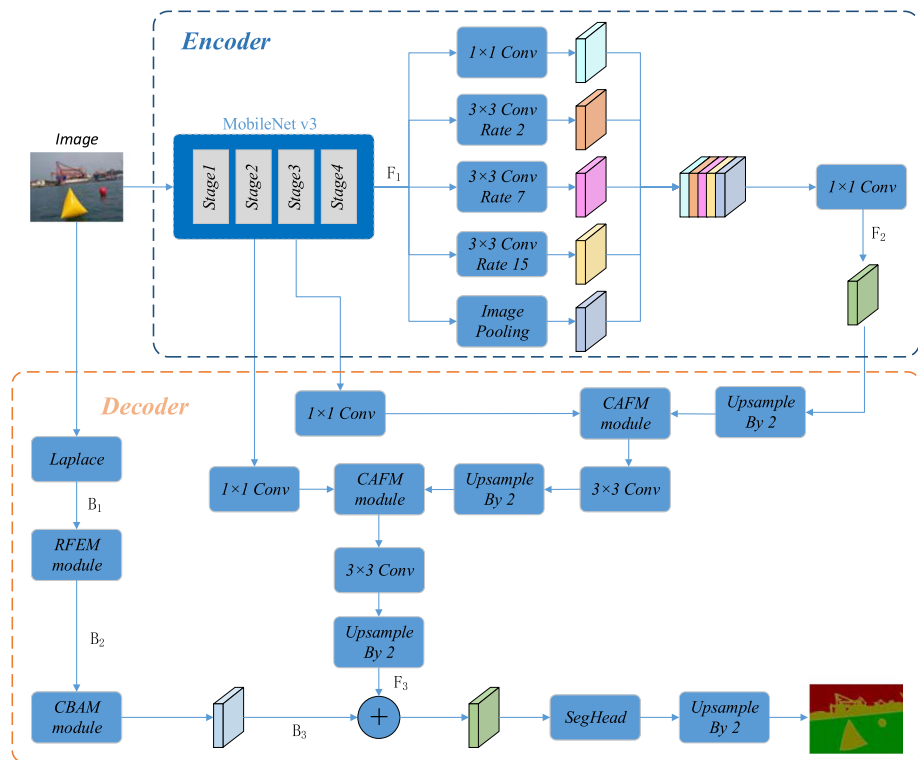 Encoder
1×1 Conv
MobileNet v3
3×3 Conv
Rate 2
Image
Stage1
Stage2
Stage3
Stage4
F₁
3×3 Conv
Rate 7
1×1 Conv
F₂
3×3 Conv
Rate 15
Image
Pooling
Decoder
1×1 Conv
CAFM
module
Upsample
By 2
Laplace
1×1 Conv
CAFM
module
Upsample
By 2
3×3 Conv
B₁
RFEM
module
3×3 Conv
B₂
Upsample
By 2
F₃
CBAM
module
B₃
+
SegHead
Upsample
By 2